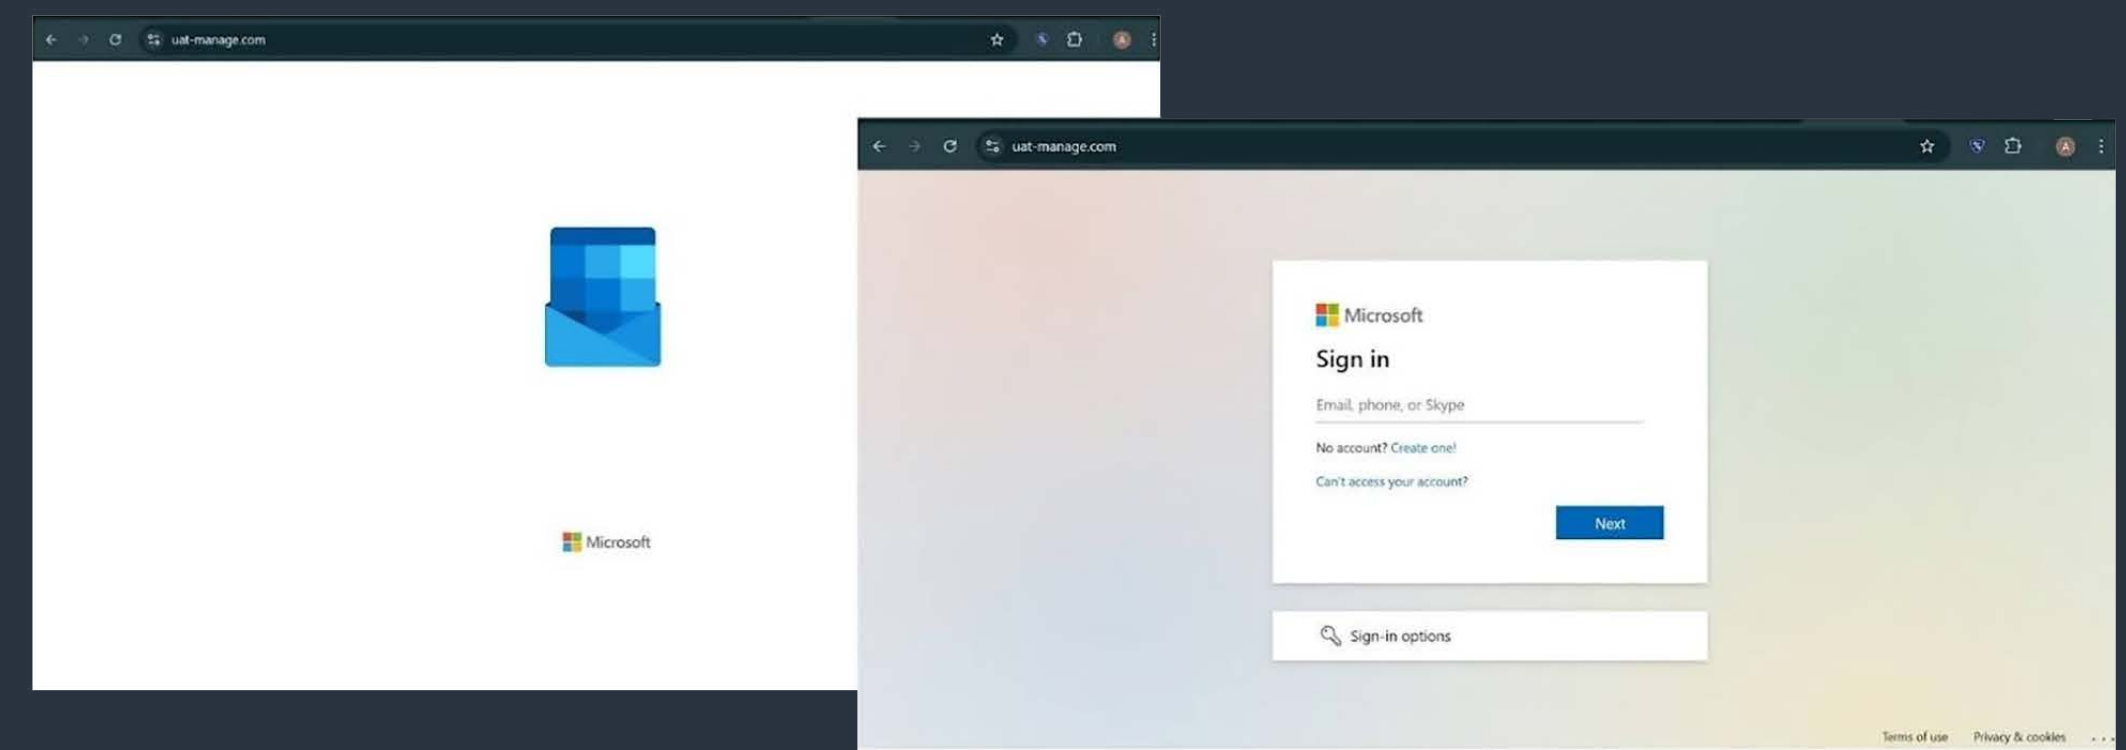 uat-manage.com
Microsoft
uat-manage.com
A
Microsoft
Sign in
Email, phone, or Skype
No account? Create one!
Can't access your account?
Next
Sign-in options
Terms of use Privacy & cookies ...